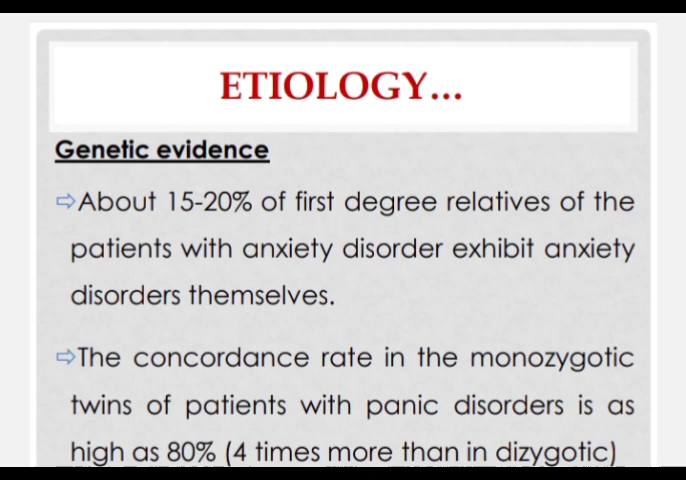 ETIOLOGY...
Genetic evidence
⇨About 15-20% of first degree relatives of the
patients with anxiety disorder exhibit anxiety
disorders themselves.
⇨The concordance rate in the monozygotic
twins of patients with panic disorders is as
high as 80% (4 times more than in dizygotic)